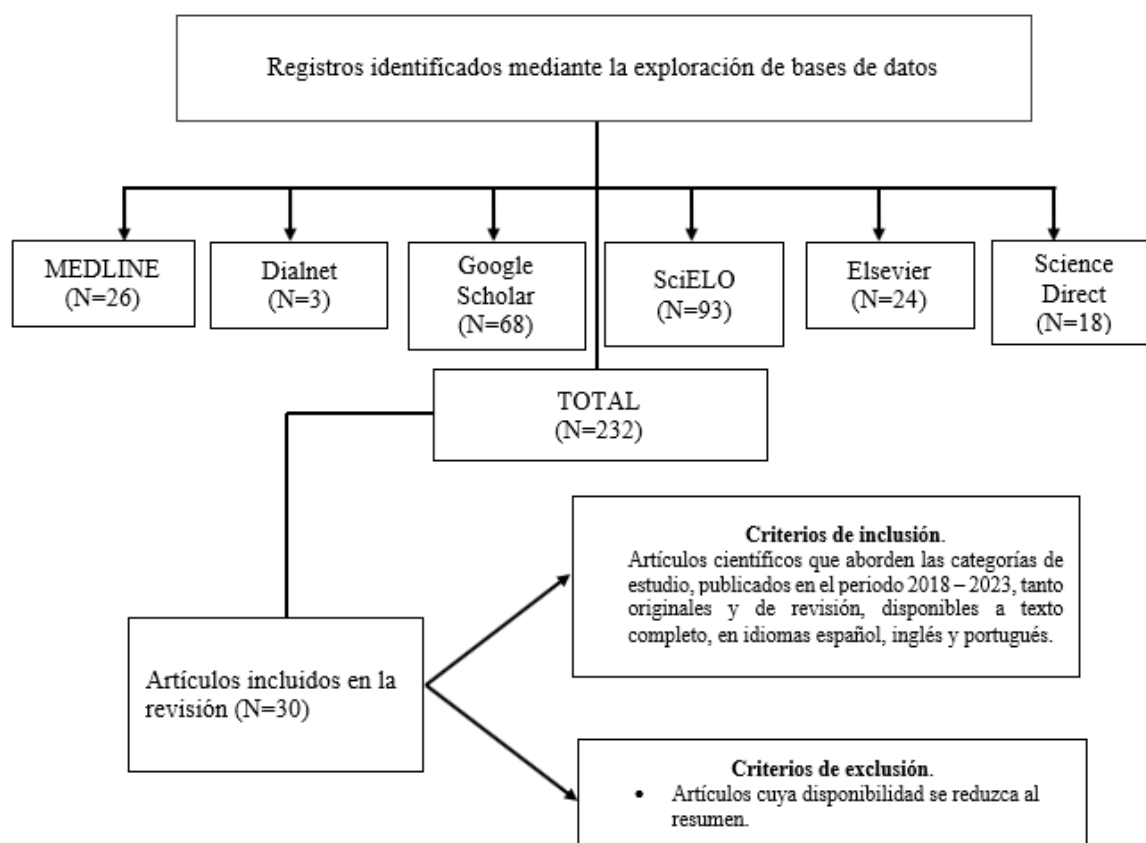 Registros identificados mediante la exploración de bases de datos
MEDLINE
(N=26)
Dialnet
(N=3)
Google
Scholar
(N=68)
SciELO
(N=93)
Elsevier
(N=24)
Science
Direct
(N=18)
TOTAL
(N=232)
Criterios de inclusión.
Artículos científicos que aborden las categorías de
estudio, publicados en el periodo 2018 – 2023, tanto
originales y de revisión, disponibles a texto
completo, en idiomas español, inglés y portugués.
Artículos incluidos en la
revisión (N=30)
Criterios de exclusión.
• Artículos cuya disponibilidad se reduzca al
resumen.